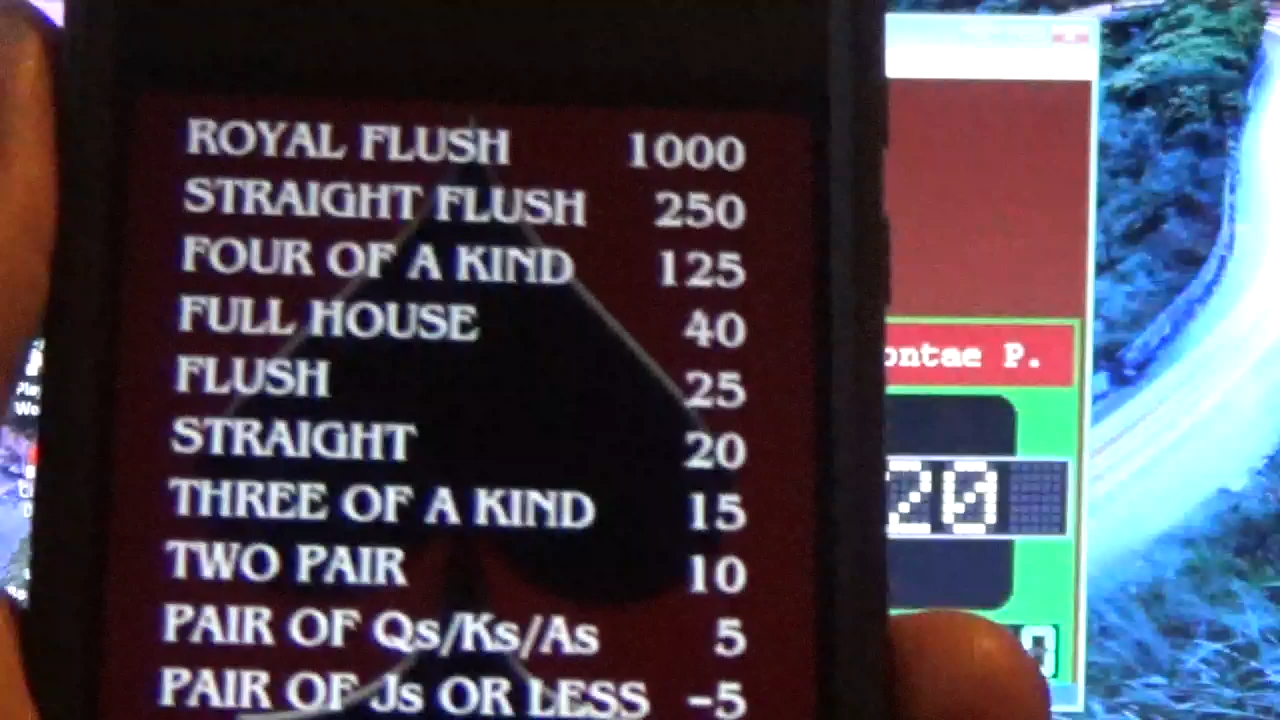 ROYAL FLUSH 1000
STRAIGHT FLUSH 250
FOUR OF A KIND 125
FULL HOUSE 40
FLUSH 25
STRAIGHT 20
THREE OF A KIND 15
TWO PAIR 10
PAIR OF Qs/Ks/As 5
PAIR OF Js OR LESS -5
ontae P.
20